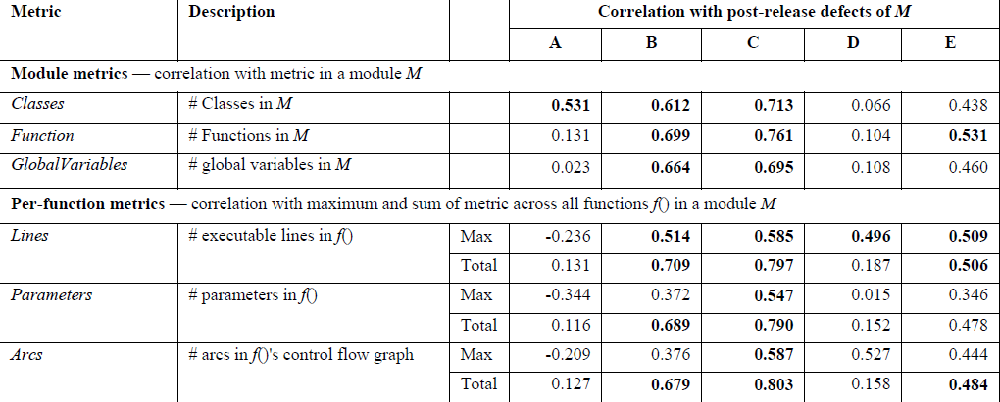 Metric Description Correlation with post-release defects of M
A B C D E
Module metrics — correlation with metric in a module M
Classes # Classes in M 0.531 0.612 0.713 0.066 0.438
Function # Functions in M 0.131 0.699 0.761 0.104 0.531
GlobalVariables # global variables in M 0.023 0.664 0.695 0.108 0.460
Per-function metrics — correlation with maximum and sum of metric across all functions f() in a module M
Lines # executable lines in f() Max -0.236 0.514 0.585 0.496 0.509
Total 0.131 0.709 0.797 0.187 0.506
Parameters # parameters in f() Max -0.344 0.372 0.547 0.015 0.346
Total 0.116 0.689 0.790 0.152 0.478
Arcs # arcs in f()'s control flow graph Max -0.209 0.376 0.587 0.527 0.444
Total 0.127 0.679 0.803 0.158 0.484